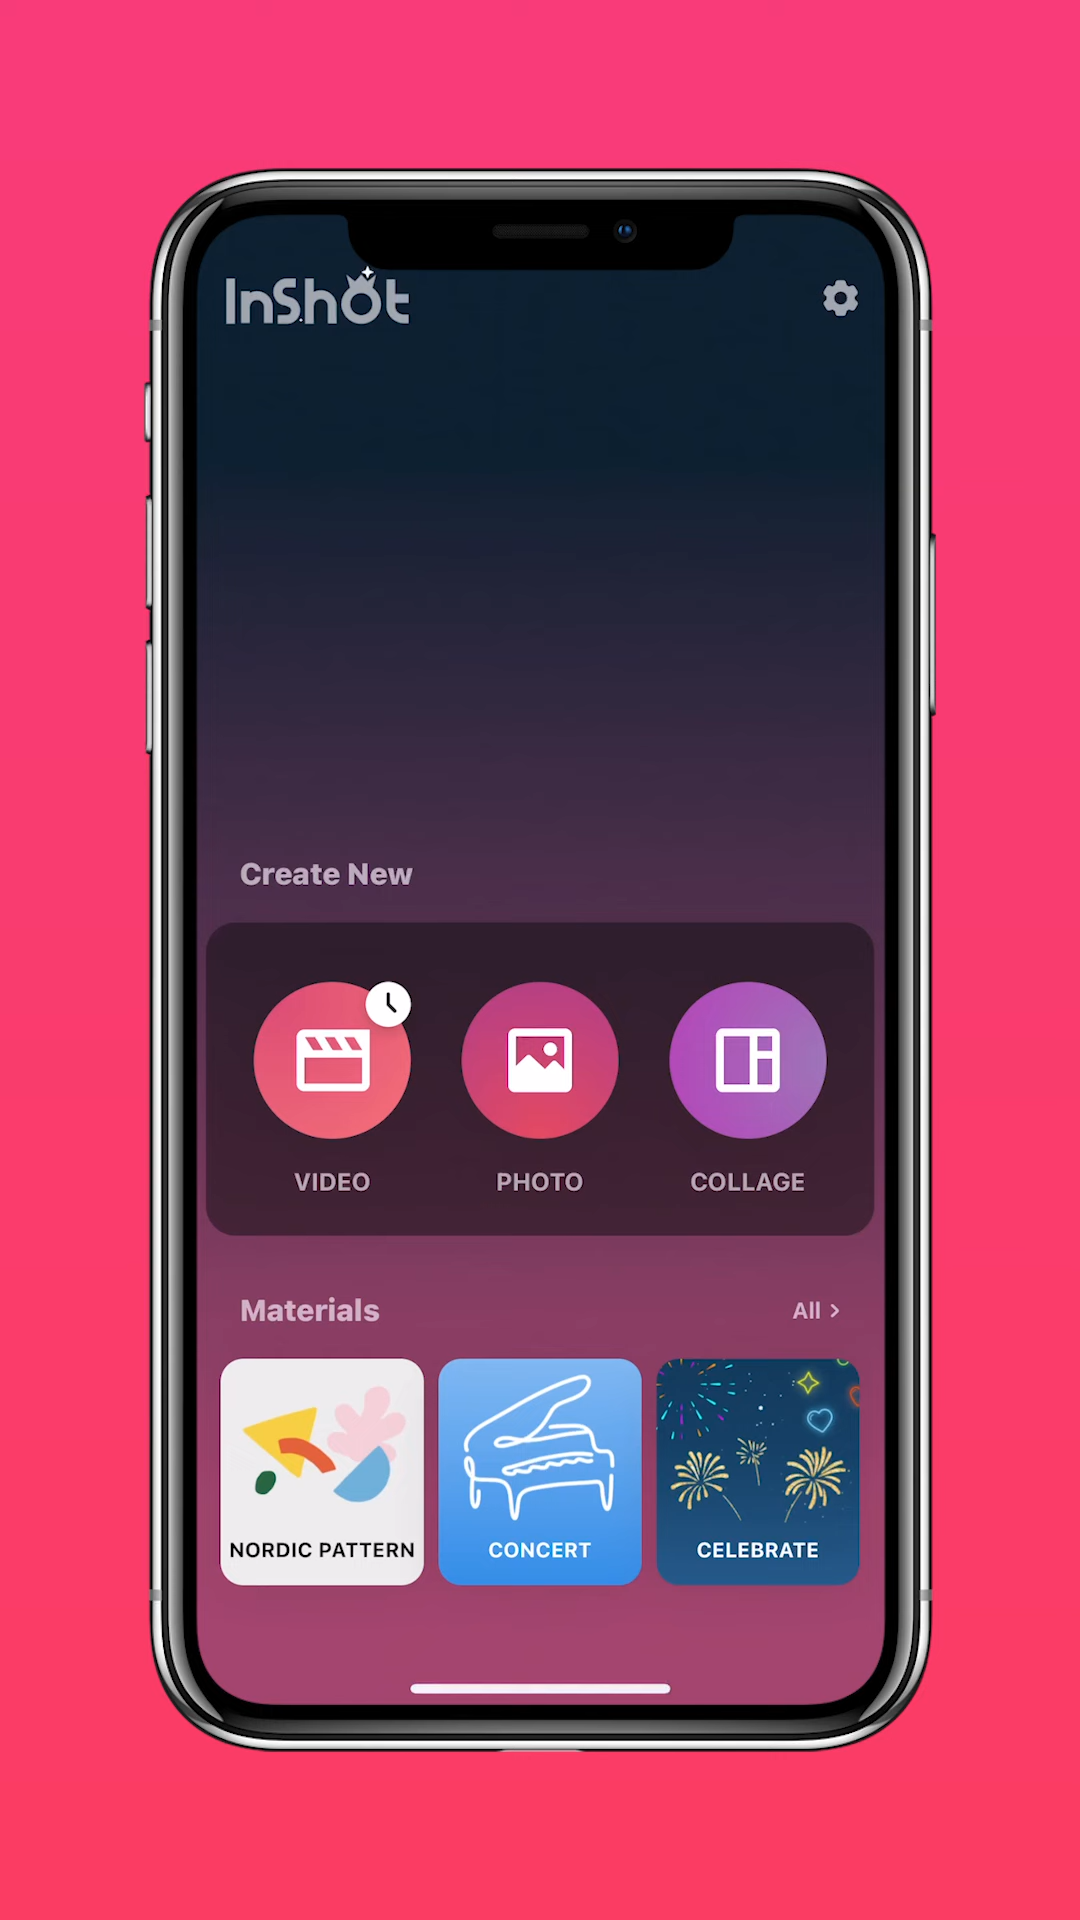 InShot
Create New
VIDEO
PHOTO
COLLAGE
Materials
All >
NORDIC PATTERN
CONCERT
CELEBRATE